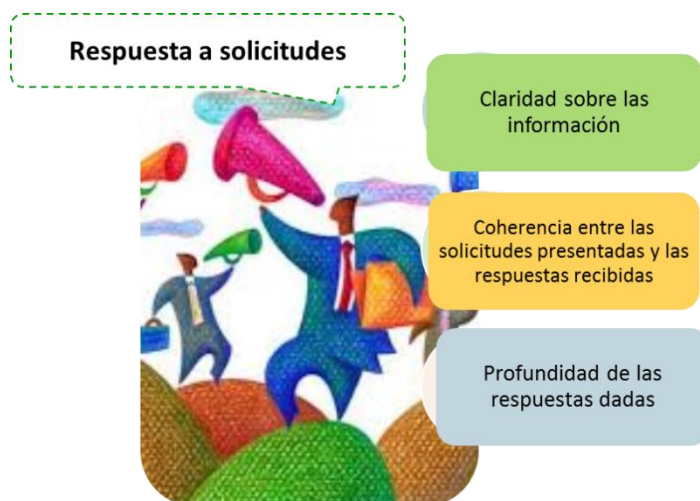 Respuesta a solicitudes
Claridad sobre las
información
Coherencia entre las
solicitudes presentadas y las
respuestas recibidas
Profundidad de las
respuestas dadas